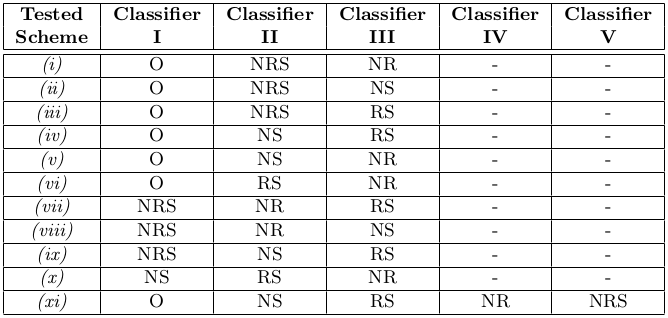 Tested Scheme Classifier I Classifier II Classifier III Classifier IV Classifier V
(i) O NRS NR - -
(ii) O NRS NS - -
(iii) O NRS RS - -
(iv) O NS RS - -
(v) O NS NR - -
(vi) O RS NR - -
(vii) NRS NR RS - -
(viii) NRS NR NS - -
(ix) NRS NS RS - -
(x) NS RS NR - -
(xi) O NS RS NR NRS